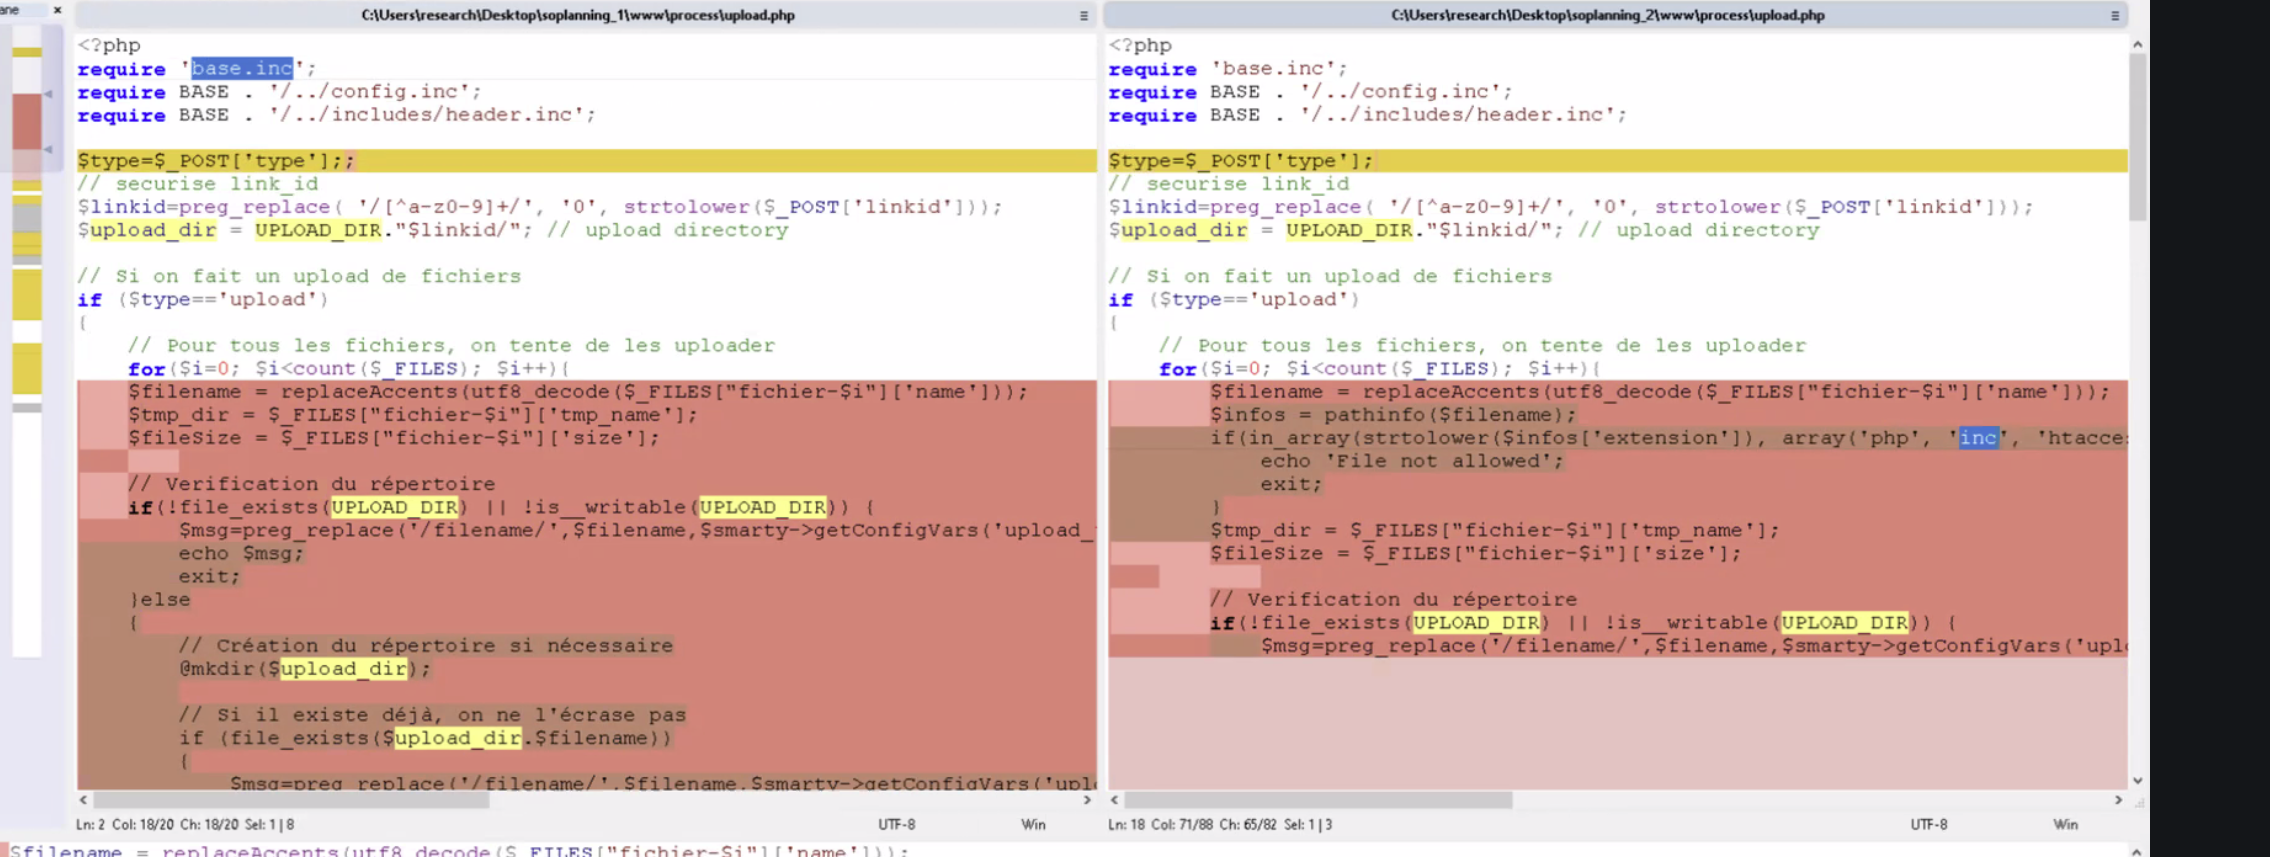 ane ×
C:\Users\research\Desktop\soplanning_1\www\process\upload.php
<?php
require 'base.inc';
require BASE . '/../config.inc';
require BASE . '/../includes/header.inc';
$type=$_POST['type'];;
// securise link_id
$linkid=preg_replace( '/[^a-z0-9]+/', '0', strtolower($_POST['linkid']));
$upload_dir = UPLOAD_DIR."$linkid/"; // upload directory
// Si on fait un upload de fichiers
if ($type=='upload')
{
// Pour tous les fichiers, on tente de les uploader
for($i=0; $i<count($_FILES); $i++){
$filename = replaceAccents(utf8_decode($_FILES["fichier-$i"]['name']));
$tmp_dir = $_FILES["fichier-$i"]['tmp_name'];
$fileSize = $_FILES["fichier-$i"]['size'];
// Verification du répertoire
if(!file_exists(UPLOAD_DIR) || !is_writable(UPLOAD_DIR)) {
$msg=preg_replace('/filename/',$filename,$smarty->getConfigVars('upload_
echo $msg;
exit;
}else
{
// Création du répertoire si nécessaire
@mkdir($upload_dir);
// Si il existe déjà, on ne l'écrase pas
if (file_exists($upload_dir.$filename))
{
$msg=preg_replace('/filename/',$filename,$smarty->getConfigVars('uplo
Ln: 2 Col: 18/20 Ch: 18/20 Sel: 1 | 8
UTF-8
Win
C:\Users\research\Desktop\soplanning_2\www\process\upload.php
<?php
require 'base.inc';
require BASE . '/../config.inc';
require BASE . '/../includes/header.inc';
$type=$_POST['type'];
// securise link_id
$linkid=preg_replace( '/[^a-z0-9]+/', '0', strtolower($_POST['linkid']));
$upload_dir = UPLOAD_DIR."$linkid/"; // upload directory
// Si on fait un upload de fichiers
if ($type=='upload')
{
// Pour tous les fichiers, on tente de les uploader
for($i=0; $i<count($_FILES); $i++){
$filename = replaceAccents(utf8_decode($_FILES["fichier-$i"]['name']));
$infos = pathinfo($filename);
if(in_array(strtolower($infos['extension']), array('php', 'inc', 'htacces
echo 'File not allowed';
exit;
}
$tmp_dir = $_FILES["fichier-$i"]['tmp_name'];
$fileSize = $_FILES["fichier-$i"]['size'];
// Verification du répertoire
if(!file_exists(UPLOAD_DIR) || !is_writable(UPLOAD_DIR)) {
$msg=preg_replace('/filename/',$filename,$smarty->getConfigVars('uplo
Ln: 18 Col: 71/88 Ch: 65/82 Sel: 1 | 3
UTF-8
Win
$filename = replaceAccents(utf8_decode($_FILES["fichier-$i"]['name']));